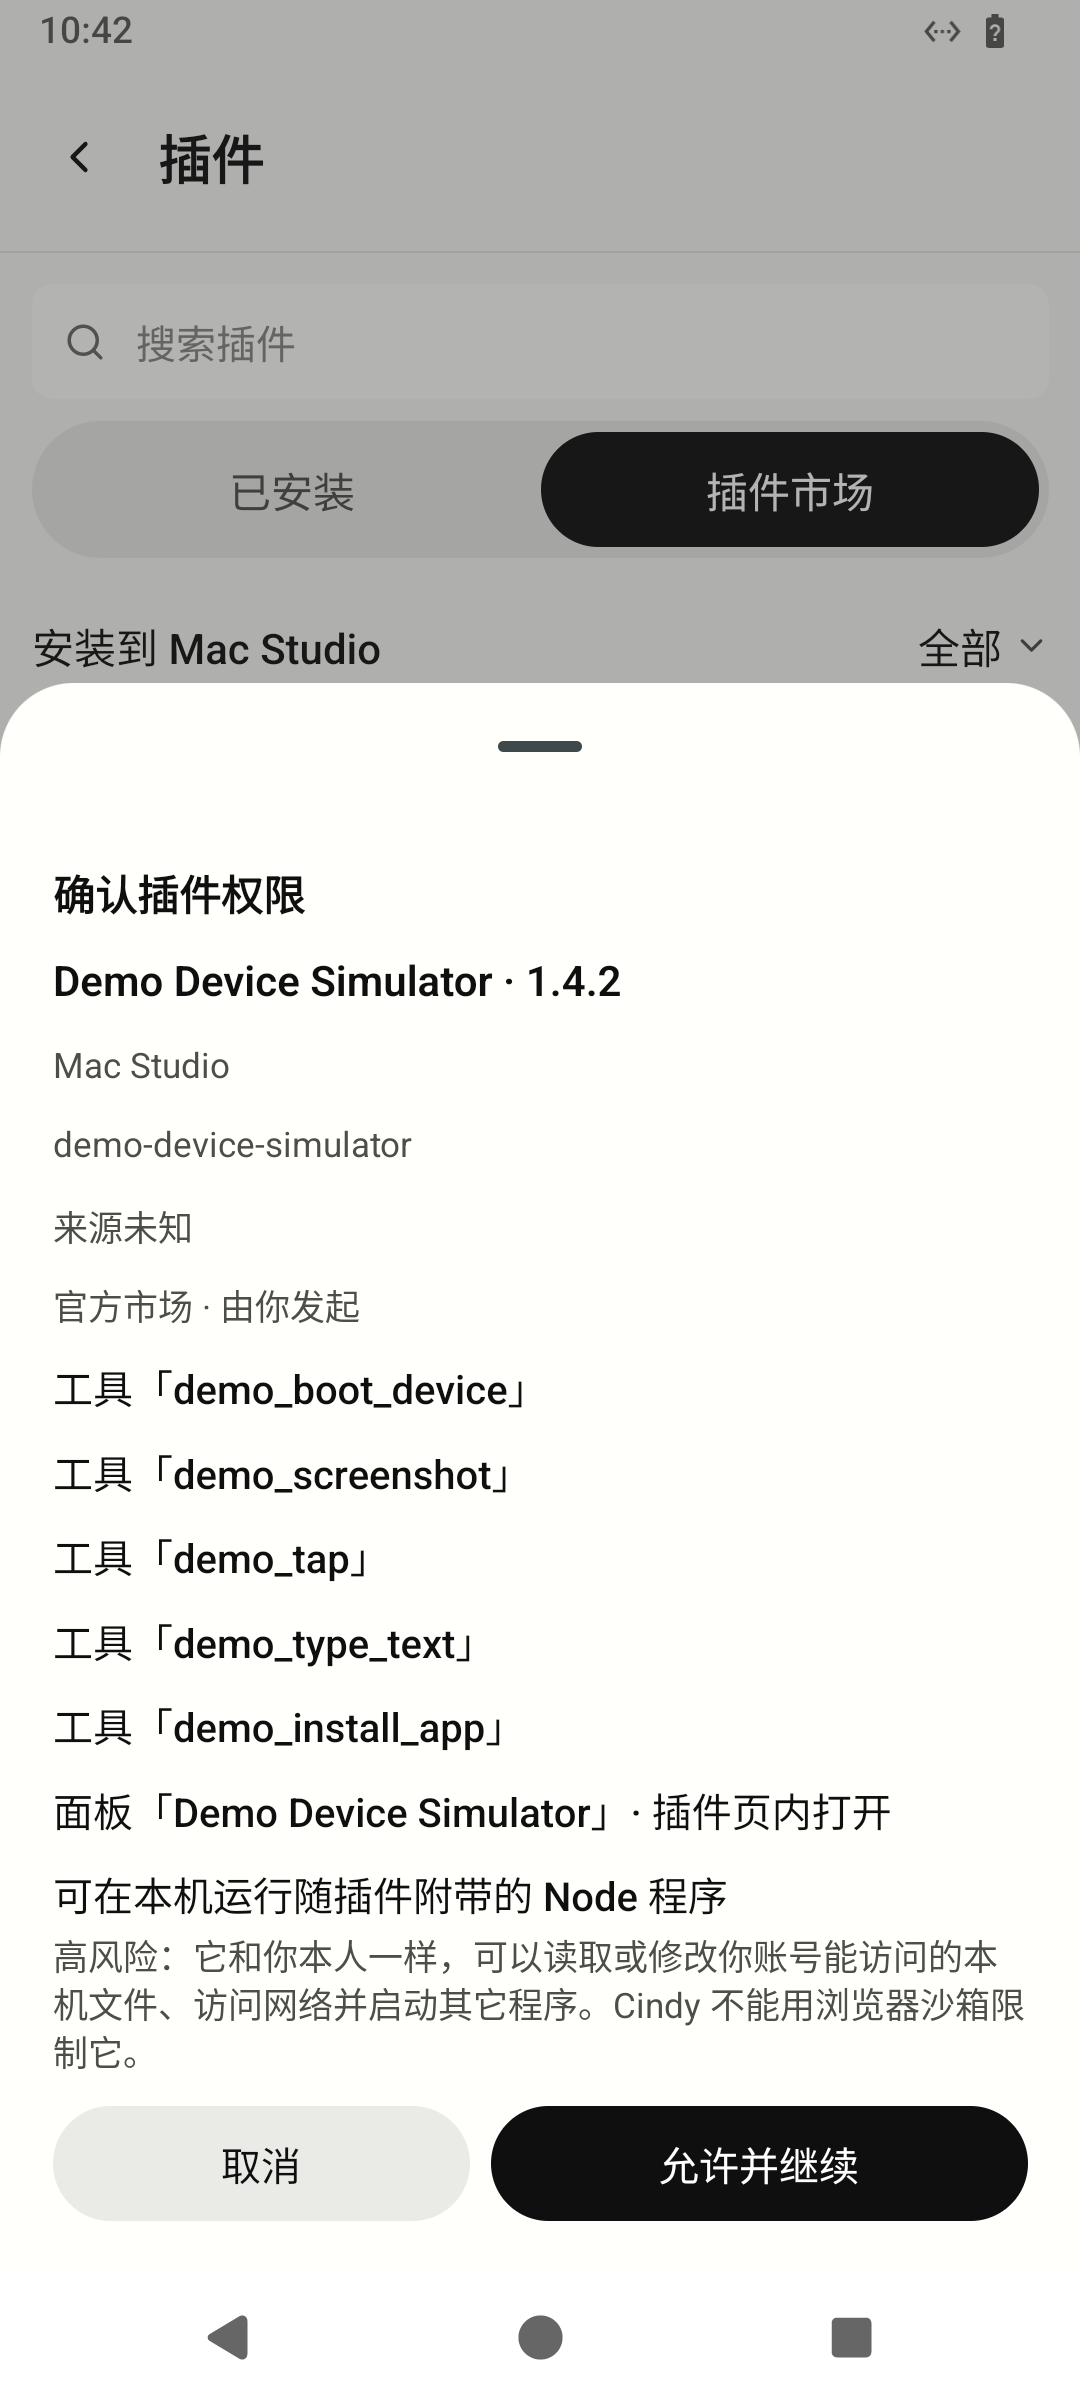 10:42
插件
搜索插件
已安装
插件市场
安装到 Mac Studio
全部
确认插件权限
Demo Device Simulator · 1.4.2
Mac Studio
demo-device-simulator
来源未知
官方市场 · 由你发起
工具「demo_boot_device」
工具「demo_screenshot」
工具「demo_tap」
工具「demo_type_text」
工具「demo_install_app」
面板「Demo Device Simulator」· 插件页内打开
可在本机运行随插件附带的 Node 程序
高风险：它和你本人一样，可以读取或修改你账号能访问的本
机文件、访问网络并启动其它程序。Cindy 不能用浏览器沙箱限
制它。
取消
允许并继续